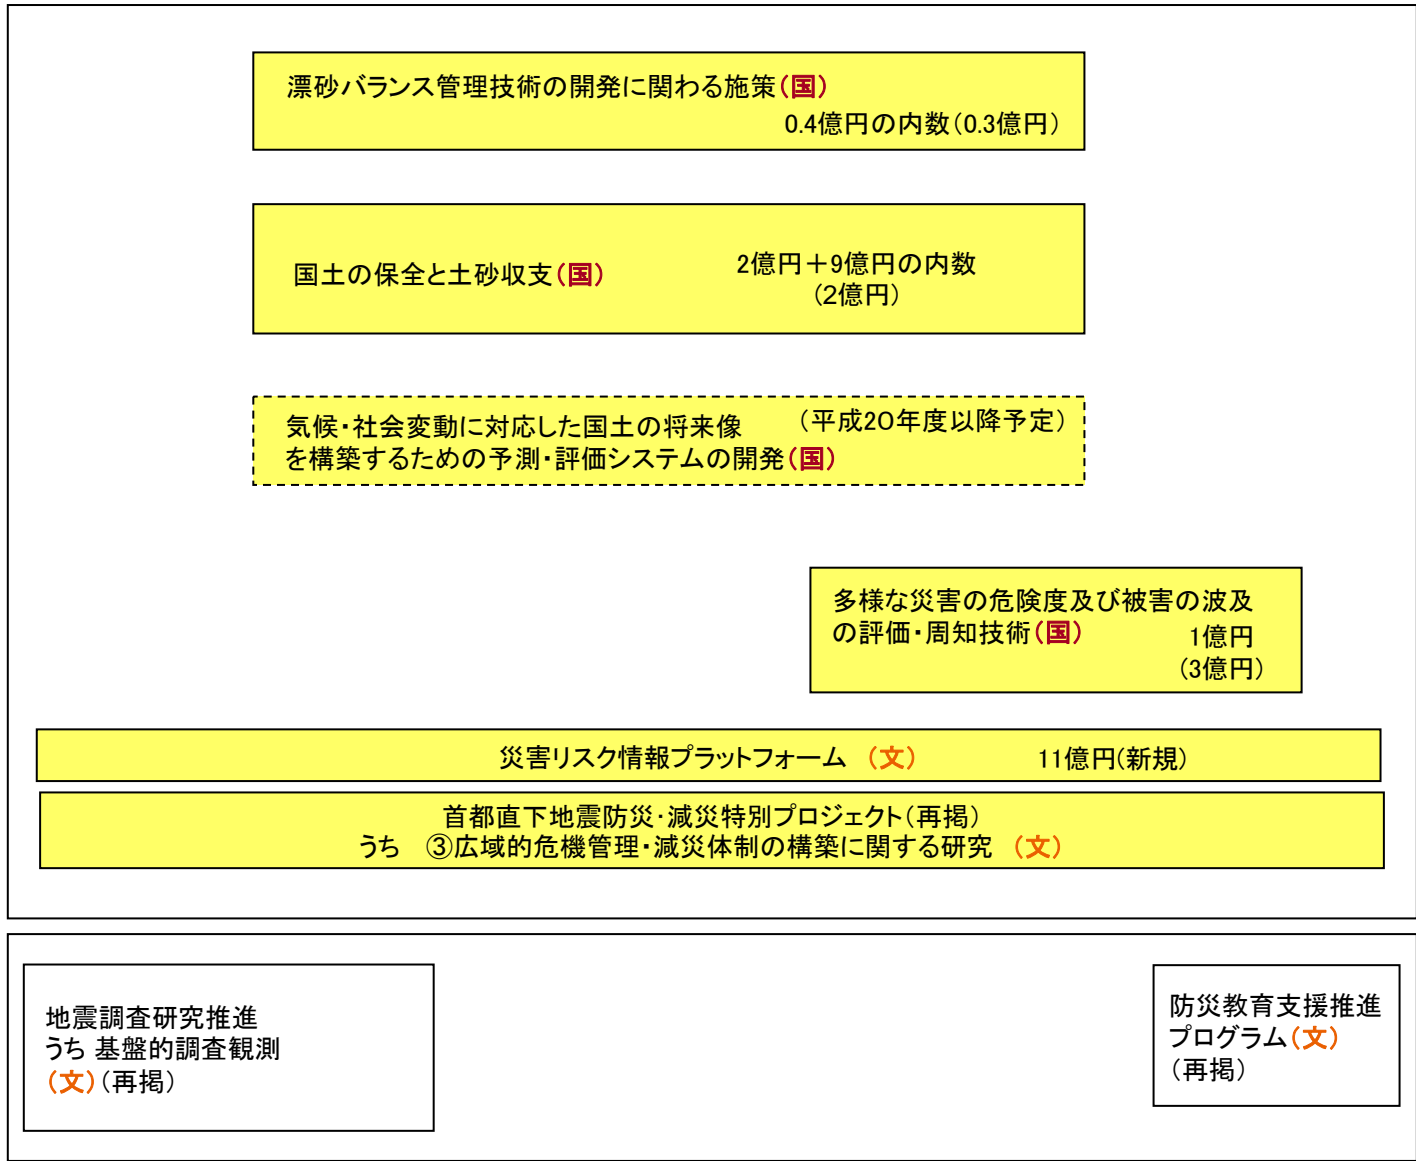 漂砂バランス管理技術の開発に関わる施策(国)
0.4億円の内数(0.3億円)
国土の保全と土砂収支(国)
2億円＋9億円の内数
(2億円)
気候・社会変動に対応した国土の将来像
(平成20年度以降予定)
を構築するための予測・評価システムの開発(国)
多様な災害の危険度及び被害の波及
の評価・周知技術(国)
1億円
(3億円)
災害リスク情報プラットフォーム (文) 11億円(新規)
首都直下地震防災・減災特別プロジェクト(再掲)
うち ③広域的危機管理・減災体制の構築に関する研究 (文)
地震調査研究推進
うち 基盤的調査観測
(文)(再掲)
防災教育支援推進
プログラム(文)
(再掲)